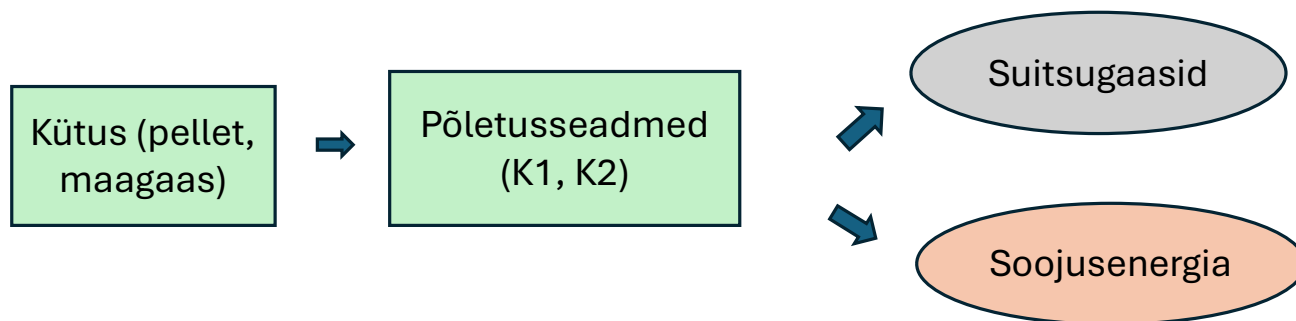 Kütus (pellet,
maagaas)
Põletusseadmed
(K1, K2)
Suitsugaasid
Soojusenergia